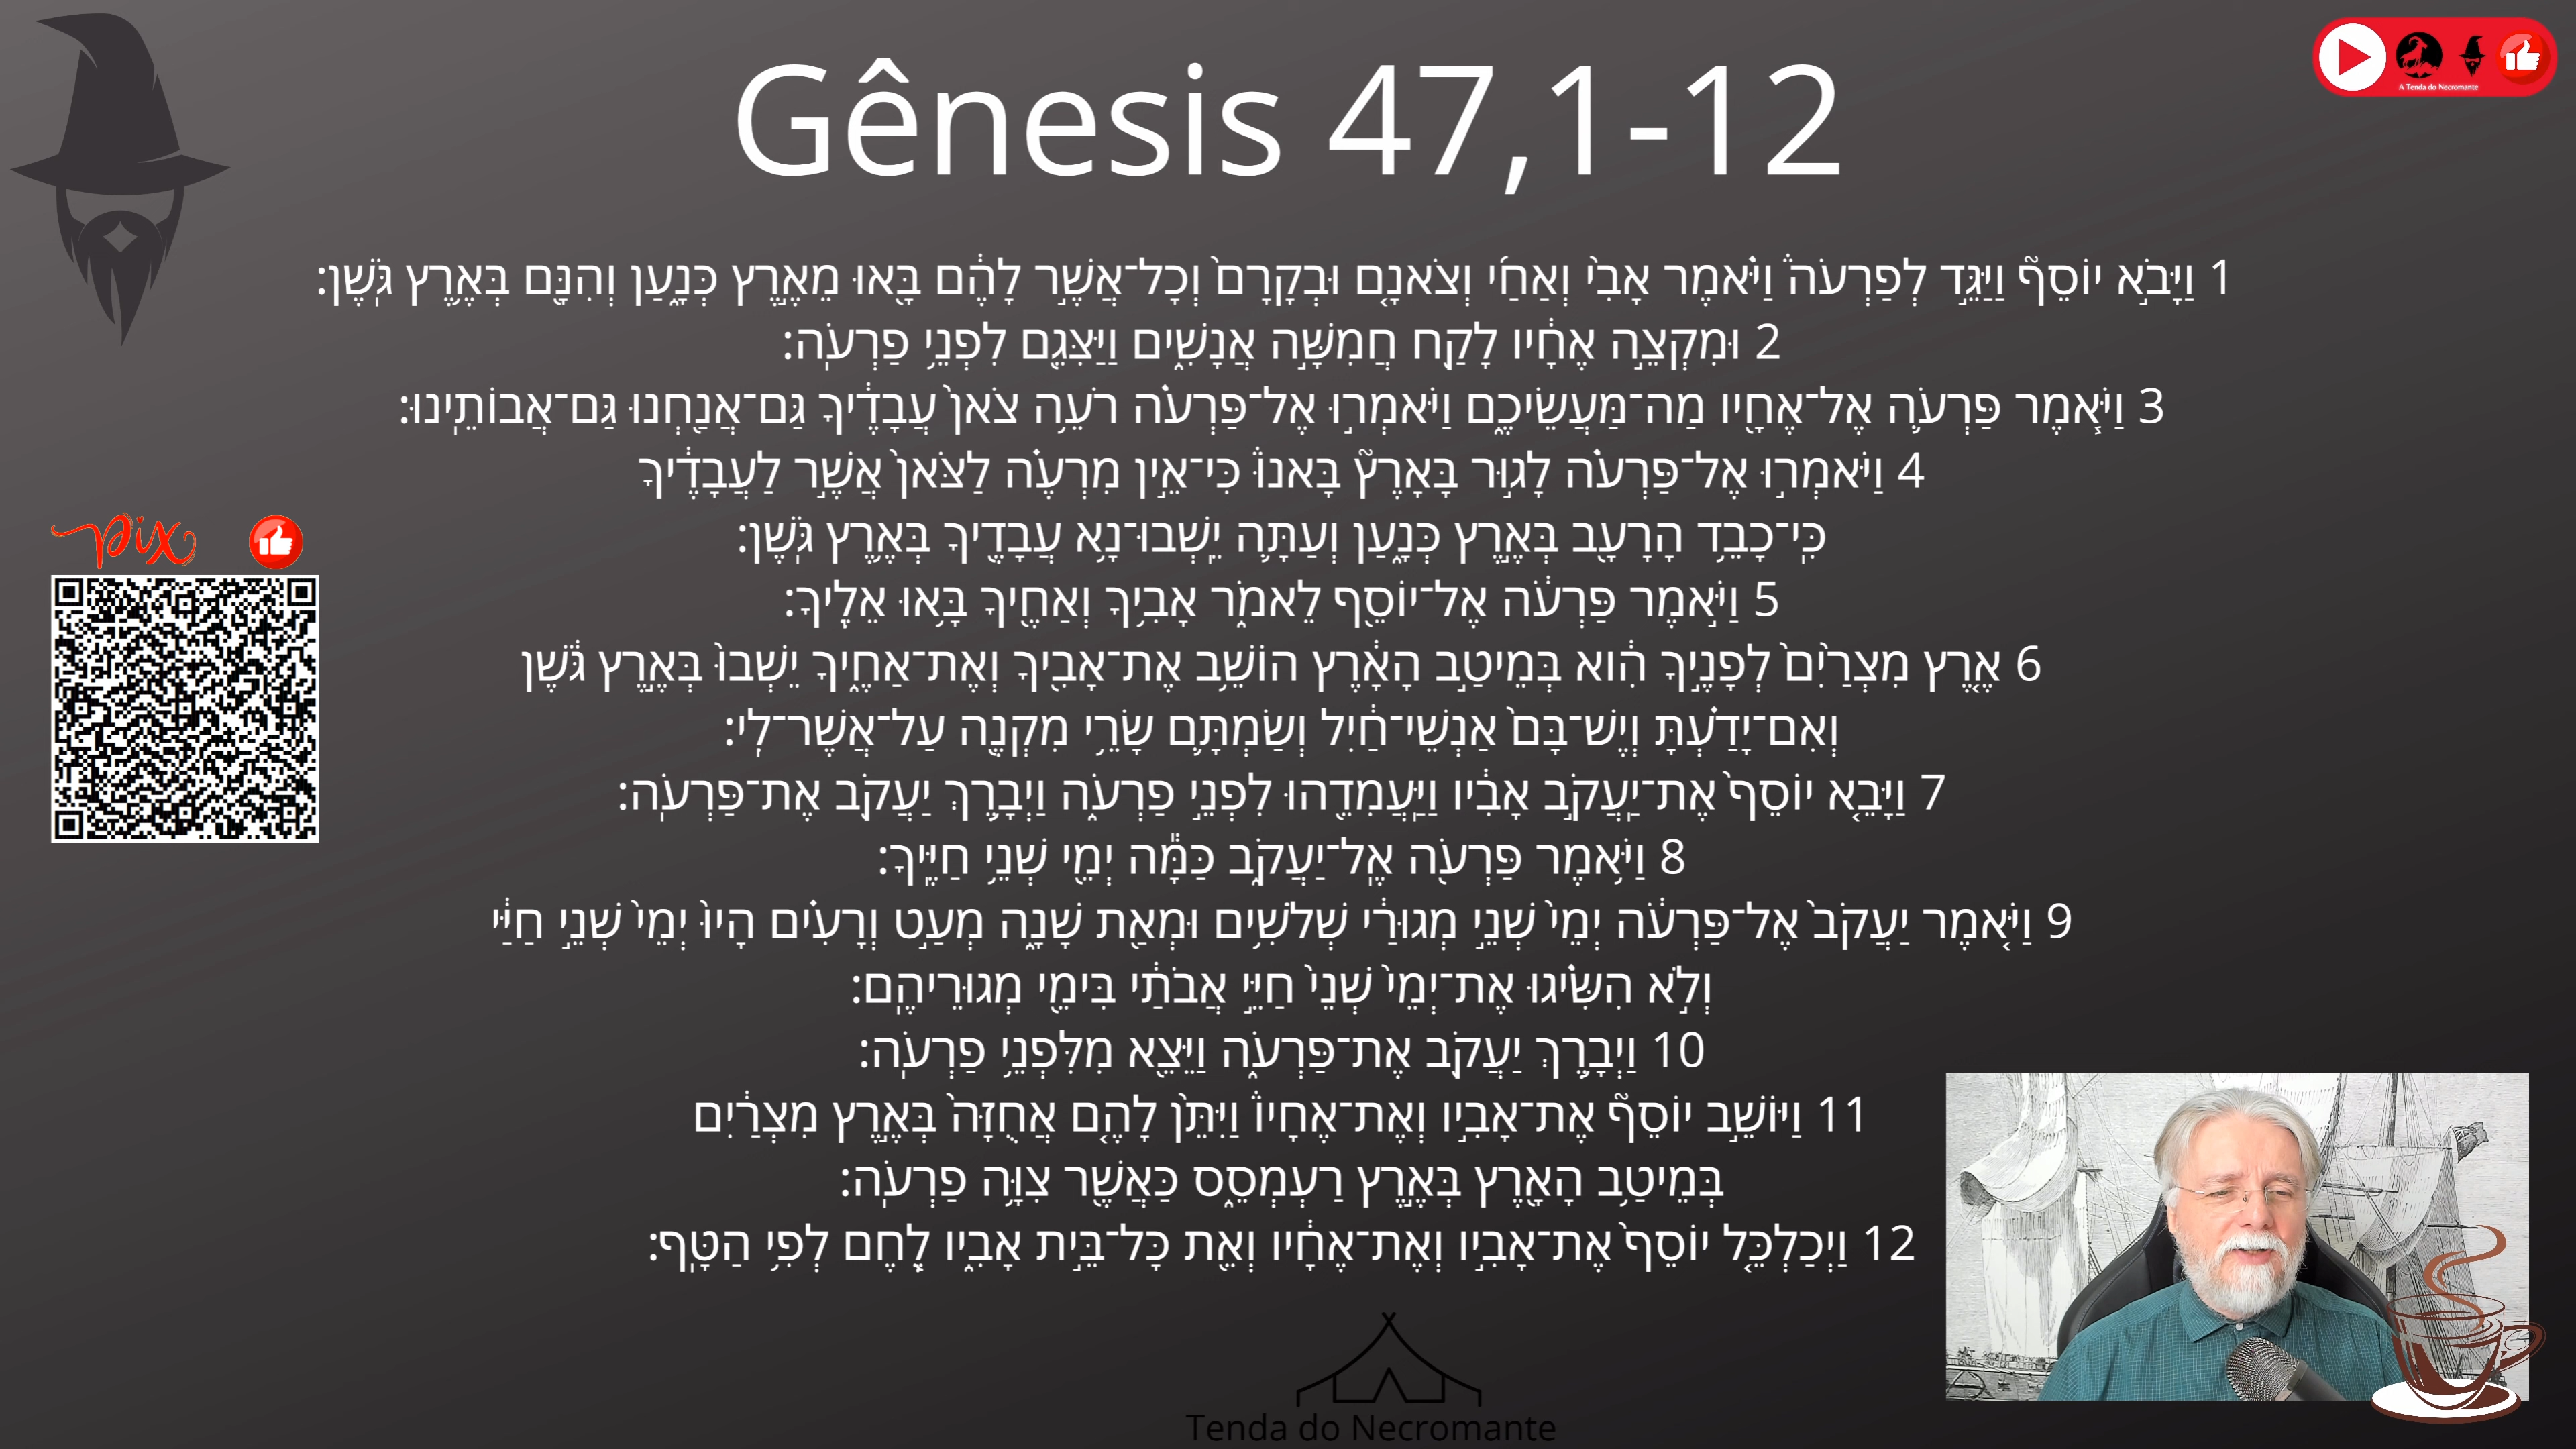 Gênesis 47,1-12
A Tenda do Necromante
1 וַיָּבֹ֣א יוֹסֵף֮ וַיַּגֵּ֣ד לְפַרְעֹה֒ וַיֹּ֗אמֶר אָבִ֨י וְאַחַ֜י וְצֹאנָ֤ם וּבְקָרָם֙ וְכָל־אֲשֶׁ֣ר לָהֶ֔ם בָּ֖אוּ מֵאֶ֣רֶץ כְּנָ֑עַן וְהִנָּ֖ם בְּאֶ֥רֶץ גֹּֽשֶׁן׃
2 וּמִקְצֵ֣ה אֶחָ֔יו לָקַ֖ח חֲמִשָּׁ֣ה אֲנָשִׁ֑ים וַיַּצִּגֵ֖ם לִפְנֵ֥י פַרְעֹֽה׃
3 וַיֹּ֧אמֶר פַּרְעֹ֛ה אֶל־אֶחָ֖יו מַה־מַּעֲשֵׂיכֶ֑ם וַיֹּאמְר֣וּ אֶל־פַּרְעֹ֗ה רֹעֵ֥ה צֹאן֙ עֲבָדֶ֔יךָ גַּם־אֲנַ֖חְנוּ גַּם־אֲבוֹתֵֽינוּ׃
4 וַיֹּאמְר֣וּ אֶל־פַּרְעֹ֗ה לָג֣וּר בָּאָרֶץ֮ בָּאנוּ֒ כִּי־אֵ֣ין מִרְעֶ֗ה לַצֹּאן֙ אֲשֶׁ֣ר לַעֲבָדֶ֔יךָ
כִּֽי־כָבֵ֥ד הָרָעָ֖ב בְּאֶ֣רֶץ כְּנָ֑עַן וְעַתָּ֛ה יֵֽשְׁבוּ־נָ֥א עֲבָדֶ֖יךָ בְּאֶ֥רֶץ גֹּֽשֶׁן׃
5 וַיֹּ֣אמֶר פַּרְעֹ֔ה אֶל־יוֹסֵ֖ף לֵאמֹ֑ר אָבִ֥יךָ וְאַחֶ֖יךָ בָּ֥אוּ אֵלֶֽיךָ׃
6 אֶ֤רֶץ מִצְרַ֙יִם֙ לְפָנֶ֣יךָ הִ֔וא בְּמֵיטַ֣ב הָאָ֔רֶץ הוֹשֵׁ֥ב אֶת־אָבִ֖יךָ וְאֶת־אַחֶ֑יךָ יֵשְׁבוּ֙ בְּאֶ֣רֶץ גֹּ֔שֶׁן
וְאִם־יָדַ֗עְתָּ וְיֶשׁ־בָּם֙ אַנְשֵׁי־חַ֔יִל וְשַׂמְתָּ֛ם שָׂרֵ֥י מִקְנֶ֖ה עַל־אֲשֶׁר־לִֽי׃
7 וַיָּבֵ֤א יוֹסֵף֙ אֶת־יַֽעֲקֹ֣ב אָבִ֔יו וַיַּֽעֲמִדֵ֖הוּ לִפְנֵ֣י פַרְעֹ֑ה וַיְבָ֥רֶךְ יַעֲקֹ֖ב אֶת־פַּרְעֹֽה׃
8 וַיֹּ֥אמֶר פַּרְעֹ֖ה אֶֽל־יַעֲקֹ֑ב כַּמָּ֕ה יְמֵ֖י שְׁנֵ֥י חַיֶּֽיךָ׃
9 וַיֹּ֤אמֶר יַעֲקֹב֙ אֶל־פַּרְעֹ֔ה יְמֵי֙ שְׁנֵ֣י מְגוּרַ֔י שְׁלֹשִׁ֥ים וּמְאַ֖ת שָׁנָ֑ה מְעַ֣ט וְרָעִ֗ים הָיוּ֙ יְמֵי֙ שְׁנֵ֣י חַיַּ֔י
וְלֹ֣א הִשִּׂ֗יגוּ אֶת־יְמֵי֙ שְׁנֵי֙ חַיֵּ֣י אֲבֹתַ֔י בִּימֵ֖י מְגוּרֵיהֶֽם׃
10 וַיְבָ֥רֶךְ יַעֲקֹ֖ב אֶת־פַּרְעֹ֑ה וַיֵּצֵ֖א מִלִּפְנֵ֥י פַרְעֹֽה׃
11 וַיּוֹשֵׁ֣ב יוֹסֵף֮ אֶת־אָבִ֣יו וְאֶת־אֶחָיו֒ וַיִּתֵּ֨ן לָהֶ֤ם אֲחֻזָּה֙ בְּאֶ֣רֶץ מִצְרַ֔יִם
בְּמֵיטַ֥ב הָאָ֖רֶץ בְּאֶ֣רֶץ רַעְמְסֵ֑ס כַּאֲשֶׁ֖ר צִוָּ֥ה פַרְעֹֽה׃
12 וַיְכַלְכֵּ֤ל יוֹסֵף֙ אֶת־אָבִ֣יו וְאֶת־אֶחָ֔יו וְאֵ֖ת כָּל־בֵּ֣ית אָבִ֑יו לֶ֖חֶם לְפִ֥י הַטָּֽף׃
pix
Tenda do Necromante